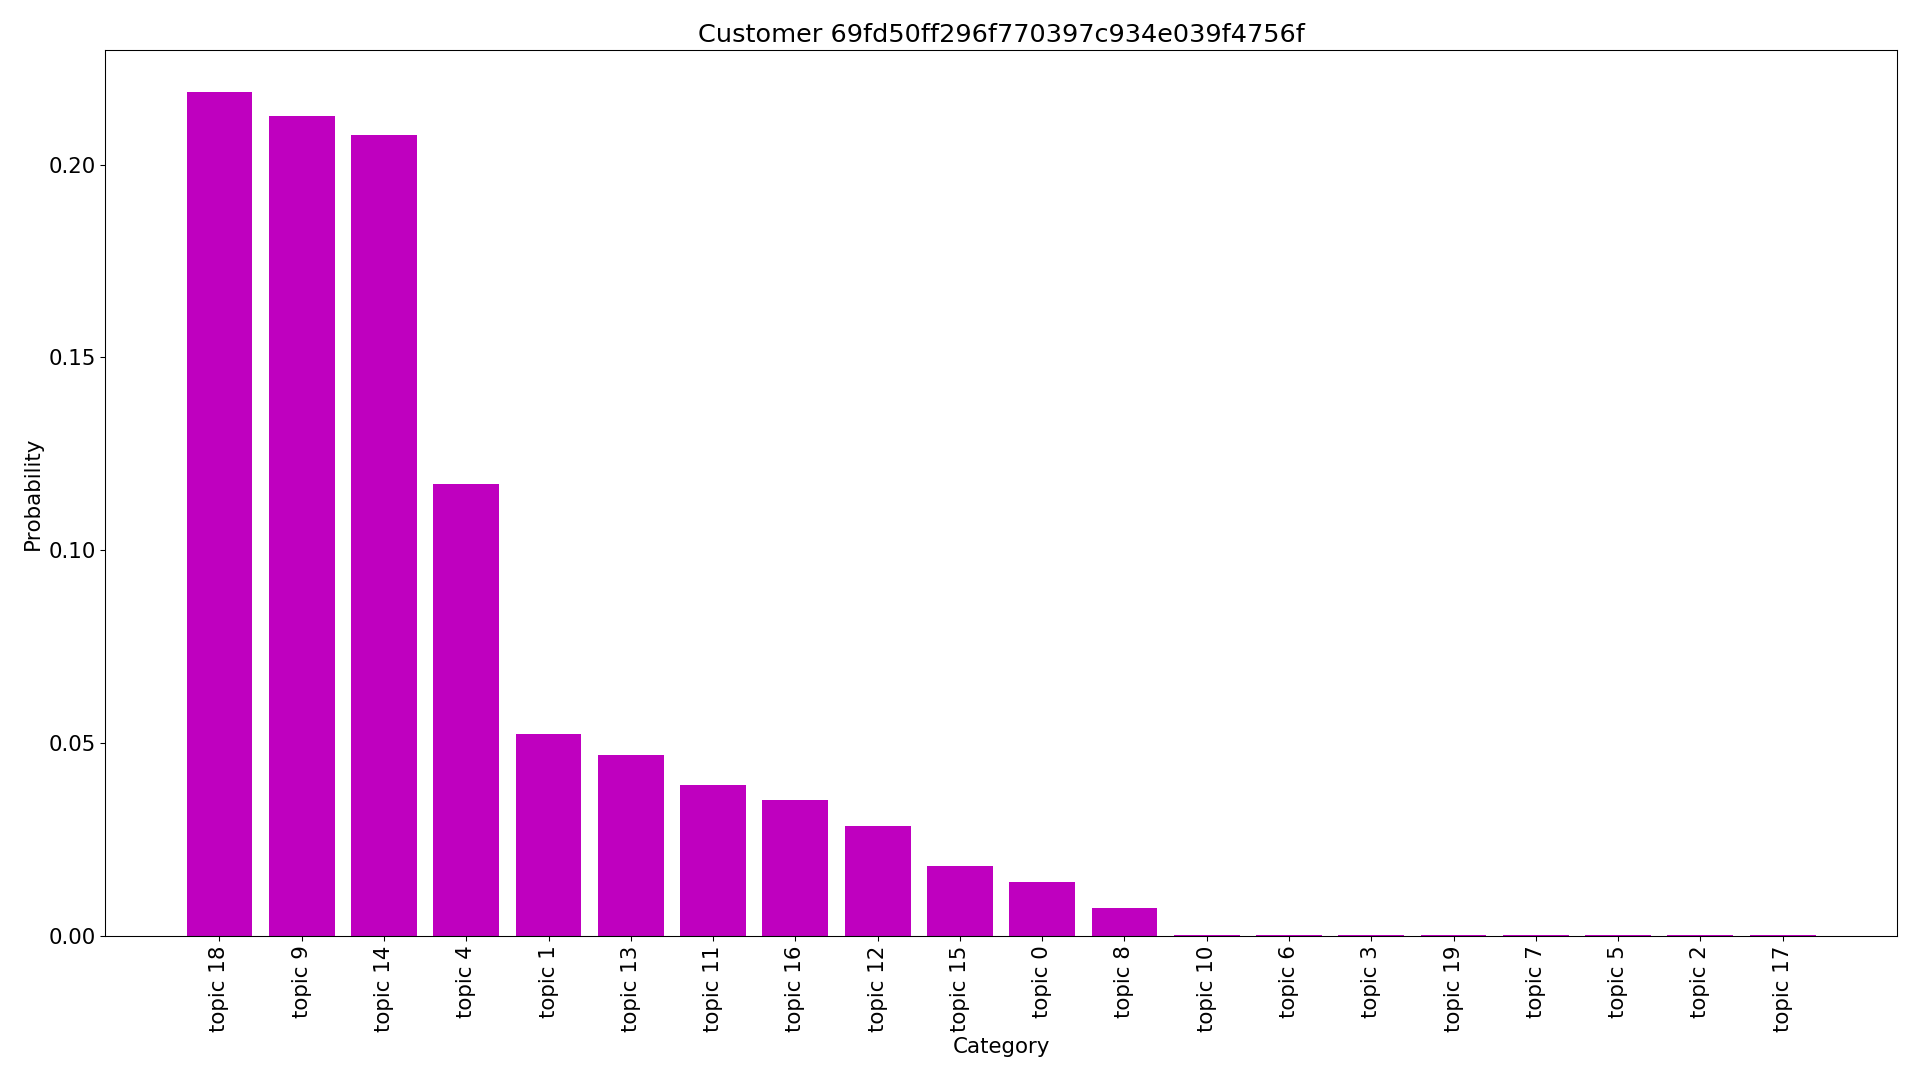 Customer 69fd50ff296f770397c934e039f4756f
Probability
0.20
0.15
0.10
0.05
0.00
topic 18
topic 9
topic 14
topic 4
topic 1
topic 13
topic 11
topic 16
topic 12
topic 15
topic 0
topic 8
topic 10
topic 6
topic 3
topic 19
topic 7
topic 5
topic 2
topic 17
Category